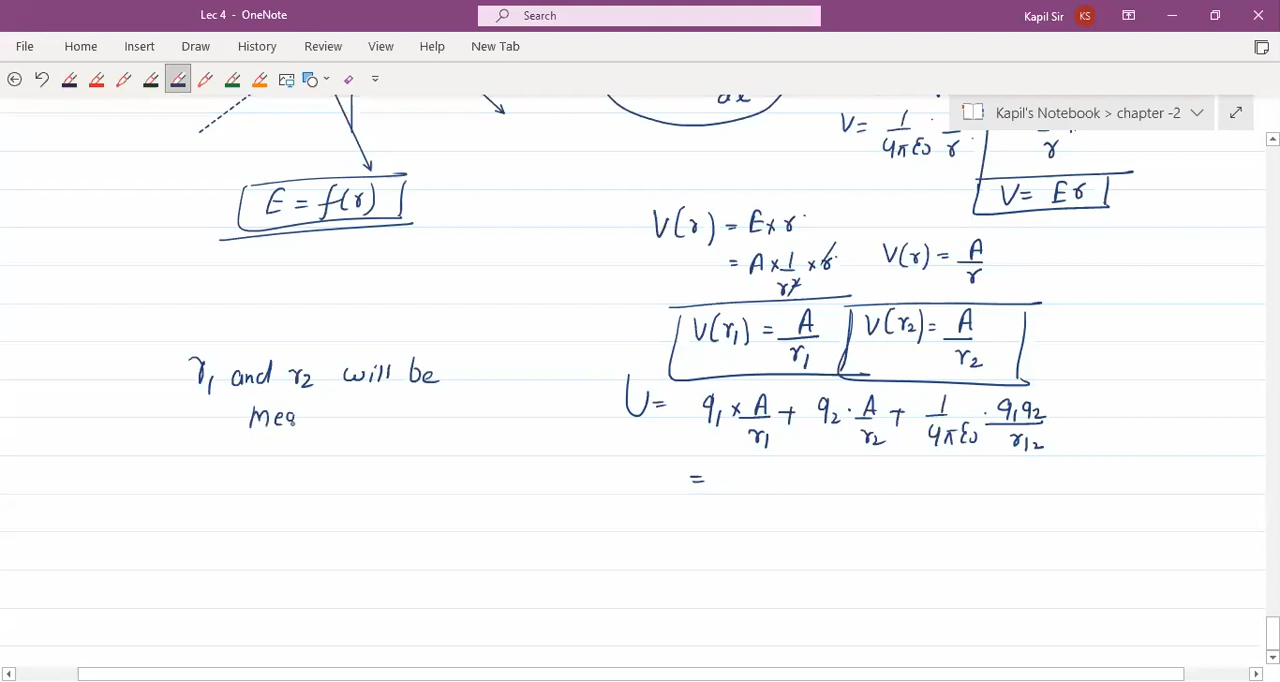 Lec 4 - OneNote
Search
Kapil Sir KS
File Home Insert Draw History Review View Help New Tab
Kapil's Notebook > chapter -2
dl
V = 1/4πε0 · /r
r
V = Er
E = f(r)
V(r) = E × r
= A × 1/r² × r
V(r) = A/r
V(r1) = A/r1
V(r2) = A/r2
r1 and r2 will be
Mea
U = q1 × A/r1 + q2 · A/r2 + 1/4πε0 · q1q2/r12
=